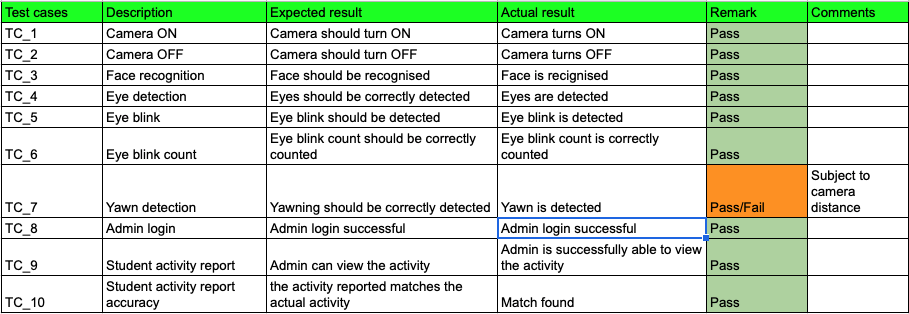 Test cases Description Expected result Actual result Remark Comments
TC_1 Camera ON Camera should turn ON Camera turns ON Pass
TC_2 Camera OFF Camera should turn OFF Camera turns OFF Pass
TC_3 Face recognition Face should be recognised Face is recignised Pass
TC_4 Eye detection Eyes should be correctly detected Eyes are detected Pass
TC_5 Eye blink Eye blink should be detected Eye blink is detected Pass
Eye blink count should be correctly Eye blink count is correctly
TC_6 Eye blink count counted counted Pass
Subject to
camera
TC_7 Yawn detection Yawning should be correctly detected Yawn is detected Pass/Fail distance
TC_8 Admin login Admin login successful Admin login successful Pass
Admin is successfully able to view
TC_9 Student activity report Admin can view the activity the activity Pass
Student activity report the activity reported matches the
TC_10 accuracy actual activity Match found Pass